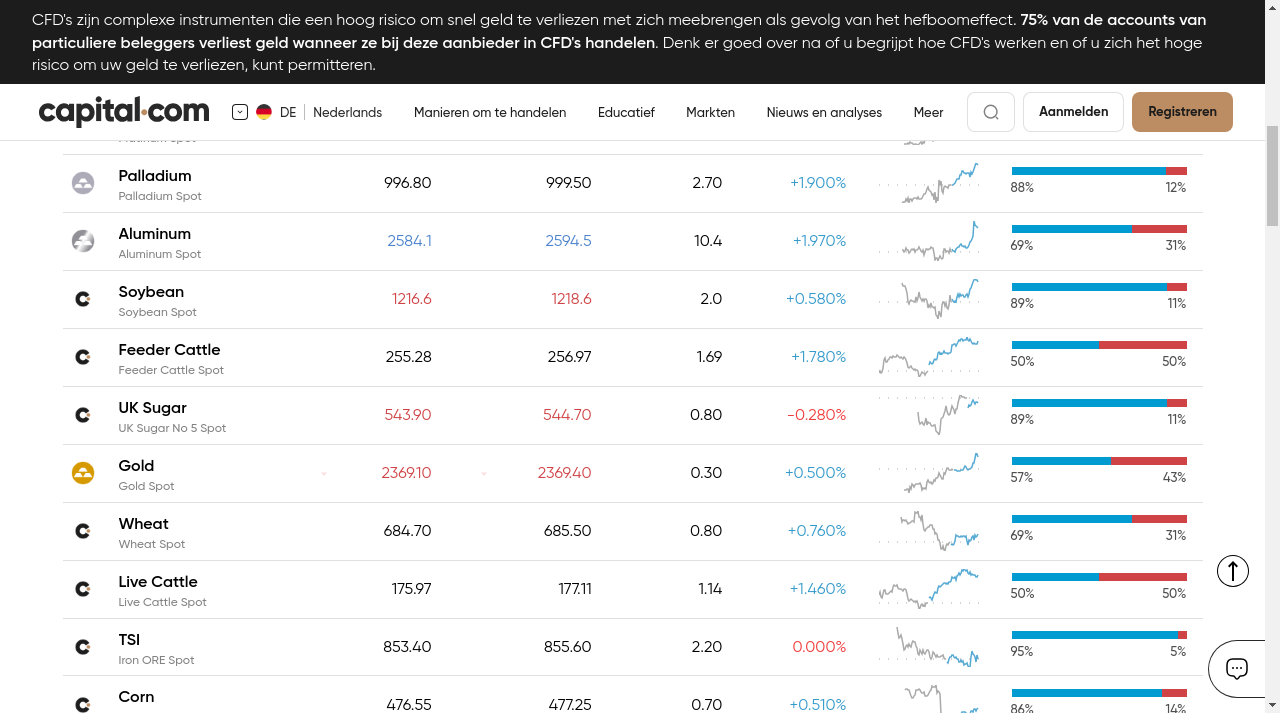 CFD's zijn complexe instrumenten die een hoog risico om snel geld te verliezen met zich meebrengen als gevolg van het hefboomeffect. 75% van de accounts van
particuliere beleggers verliest geld wanneer ze bij deze aanbieder in CFD's handelen. Denk er goed over na of u begrijpt hoe CFD's werken en of u zich het hoge
risico om uw geld te verliezen, kunt permitteren.
capital.com DE Nederlands Manieren om te handelen Educatief Markten Nieuws en analyses Meer Aanmelden Registreren
Platinum Spot
Palladium 996.80 999.50 2.70 +1.900%
Palladium Spot 88% 12%
Aluminum 2584.1 2594.5 10.4 +1.970%
Aluminum Spot 69% 31%
Soybean 1216.6 1218.6 2.0 +0.580%
Soybean Spot 89% 11%
Feeder Cattle 255.28 256.97 1.69 +1.780%
Feeder Cattle Spot 50% 50%
UK Sugar 543.90 544.70 0.80 -0.280%
UK Sugar No 5 Spot 89% 11%
Gold 2369.10 2369.40 0.30 +0.500%
Gold Spot 57% 43%
Wheat 684.70 685.50 0.80 +0.760%
Wheat Spot 69% 31%
Live Cattle 175.97 177.11 1.14 +1.460%
Live Cattle Spot 50% 50%
TSI 853.40 855.60 2.20 0.000%
Iron ORE Spot 95% 5%
Corn 476.55 477.25 0.70 +0.510%
86% 14%